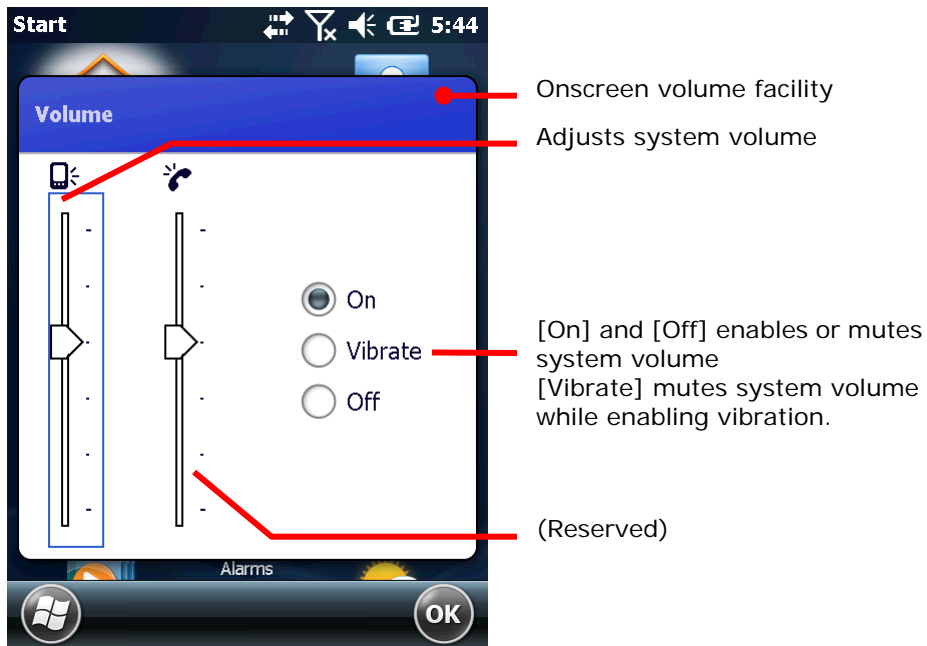 Start 5:44
Volume
On
Vibrate
Off
Alarms
OK
Onscreen volume facility
Adjusts system volume
[On] and [Off] enables or mutes
system volume
[Vibrate] mutes system volume
while enabling vibration.
(Reserved)